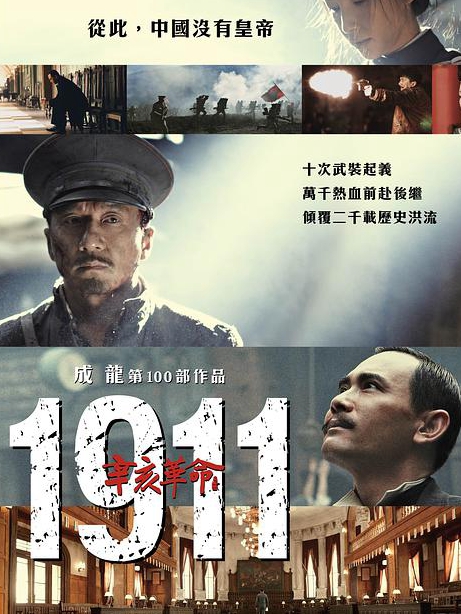 從此，中國沒有皇帝
十次武裝起義
萬千熱血前赴後繼
傾覆二千載歷史洪流
成龍第100部作品
1911
辛亥革命